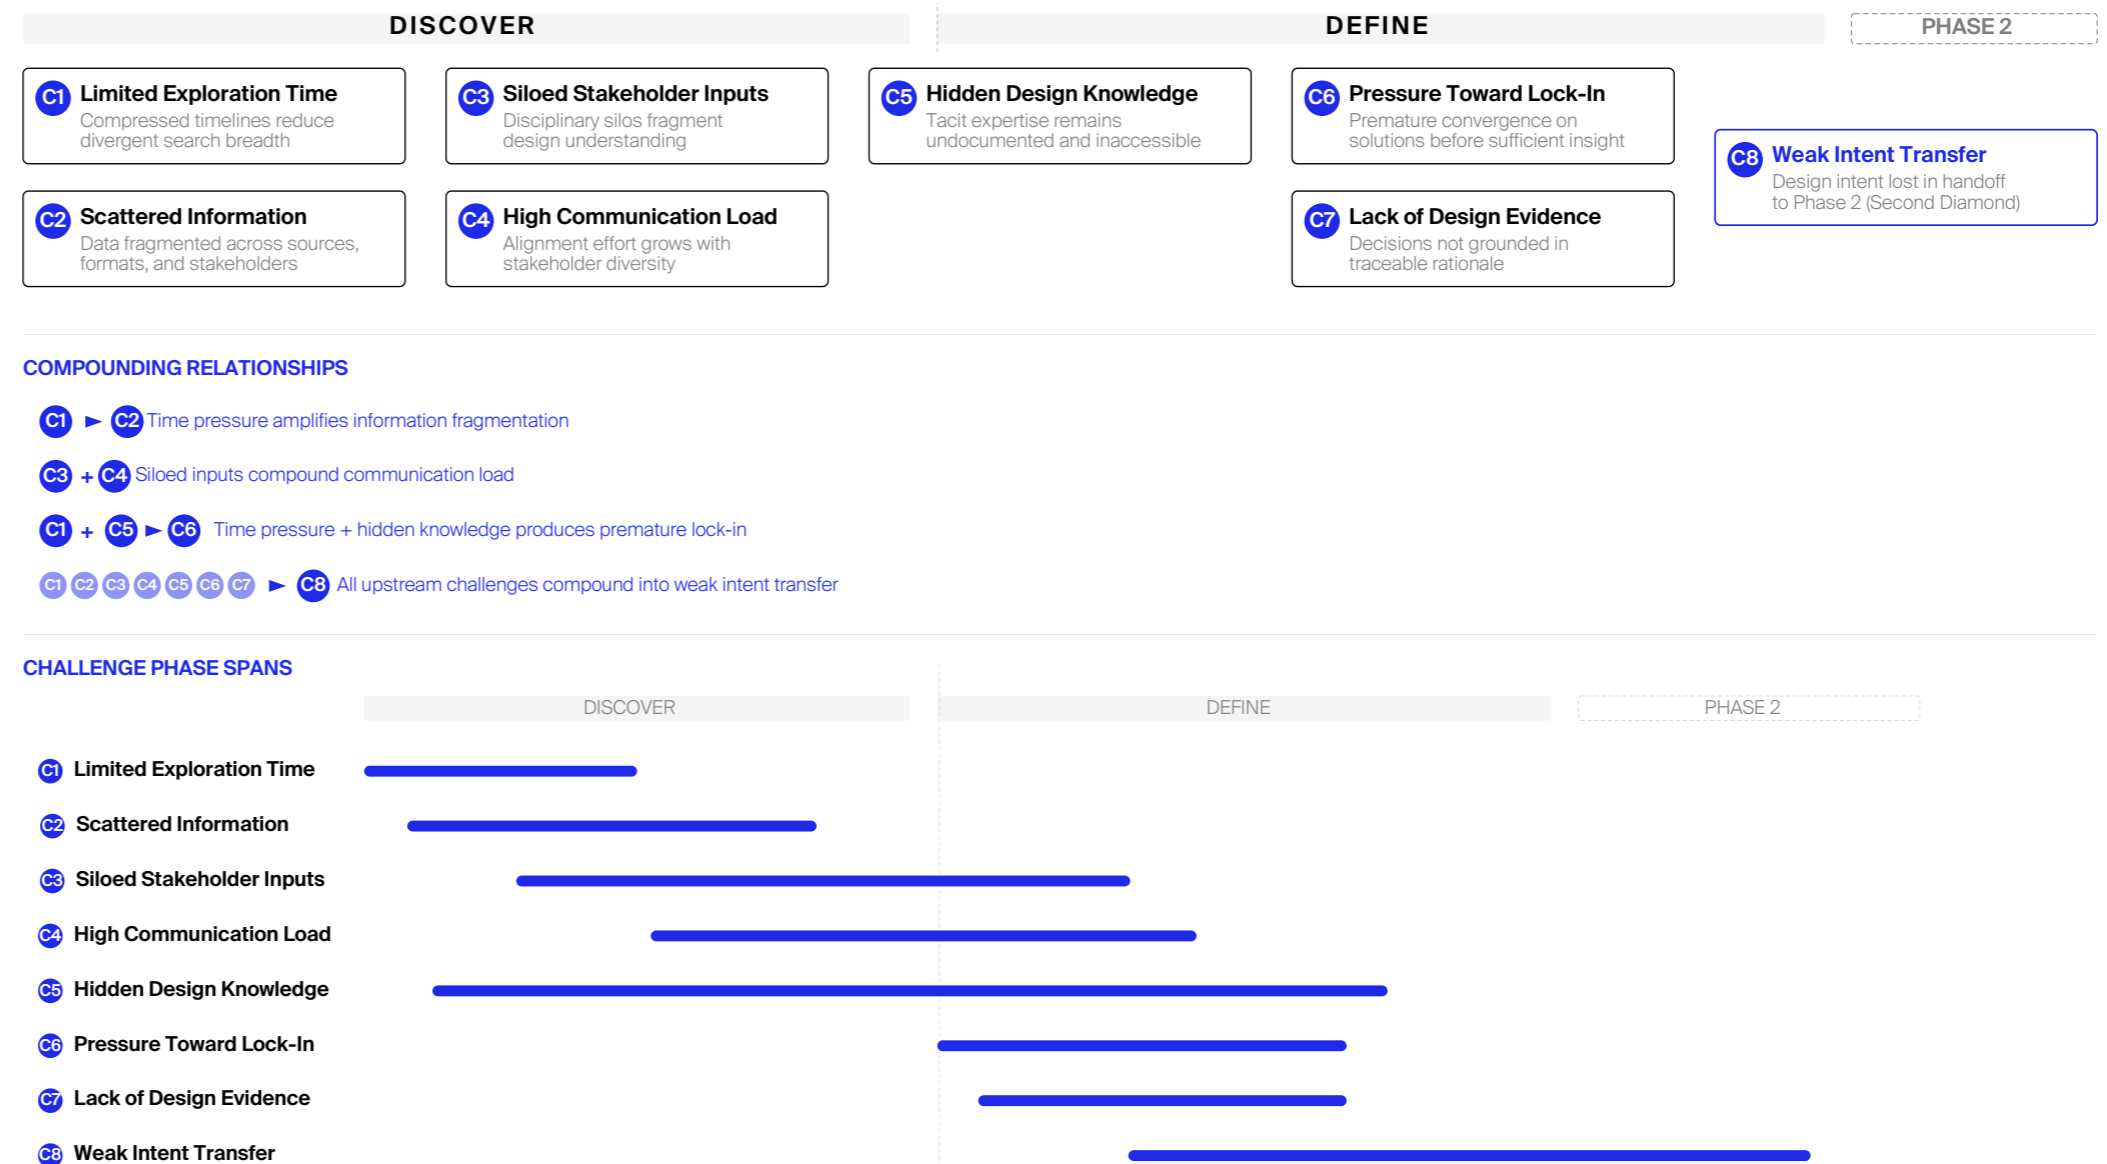 DISCOVER
DEFINE
PHASE 2
C1 Limited Exploration Time
Compressed timelines reduce
divergent search breadth
C3 Siloed Stakeholder Inputs
Disciplinary silos fragment
design understanding
C5 Hidden Design Knowledge
Tacit expertise remains
undocumented and inaccessible
C6 Pressure Toward Lock-In
Premature convergence on
solutions before sufficient insight
C8 Weak Intent Transfer
Design intent lost in handoff
to Phase 2 (Second Diamond)
C2 Scattered Information
Data fragmented across sources,
formats, and stakeholders
C4 High Communication Load
Alignment effort grows with
stakeholder diversity
C7 Lack of Design Evidence
Decisions not grounded in
traceable rationale
COMPOUNDING RELATIONSHIPS
C1 ► C2 Time pressure amplifies information fragmentation
C3 + C4 Siloed inputs compound communication load
C1 + C5 ► C6 Time pressure + hidden knowledge produces premature lock-in
C1 C2 C3 C4 C5 C6 C7 ► C8 All upstream challenges compound into weak intent transfer
CHALLENGE PHASE SPANS
DISCOVER
DEFINE
PHASE 2
C1 Limited Exploration Time
C2 Scattered Information
C3 Siloed Stakeholder Inputs
C4 High Communication Load
C5 Hidden Design Knowledge
C6 Pressure Toward Lock-In
C7 Lack of Design Evidence
C8 Weak Intent Transfer